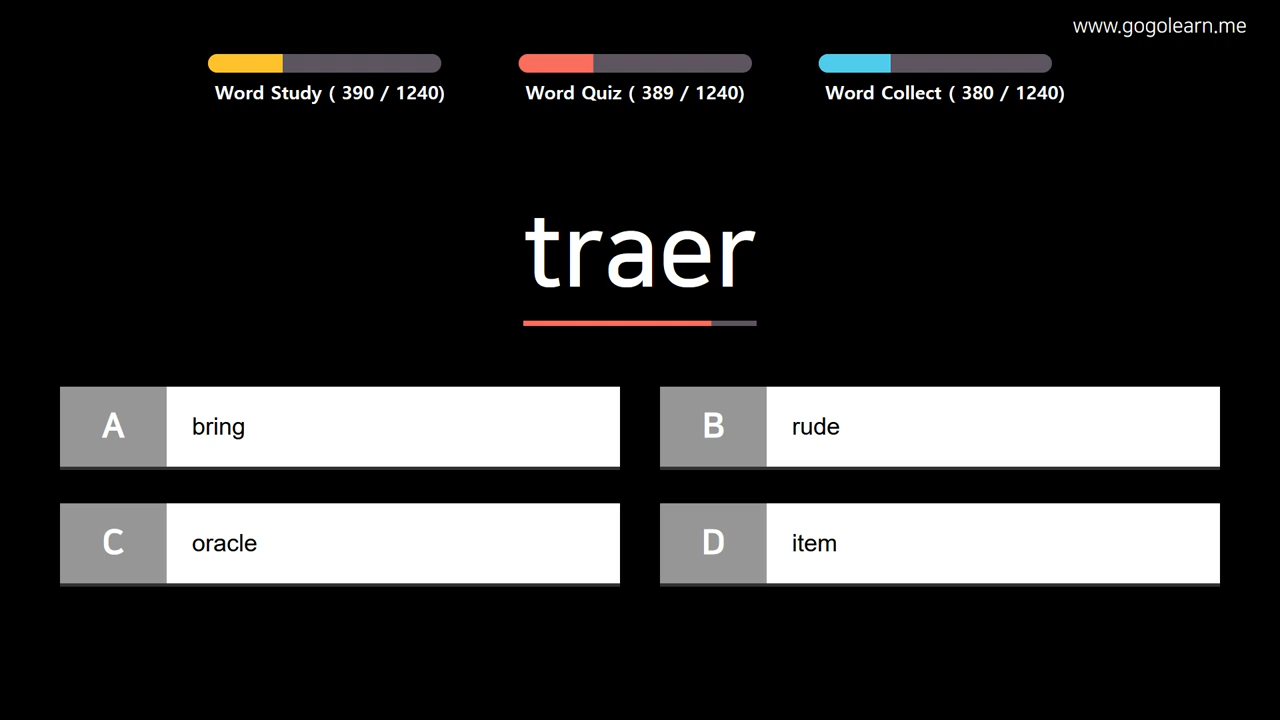 www.gogolearn.me
Word Study ( 390 / 1240)
Word Quiz ( 389 / 1240)
Word Collect ( 380 / 1240)
traer
A bring
B rude
C oracle
D item